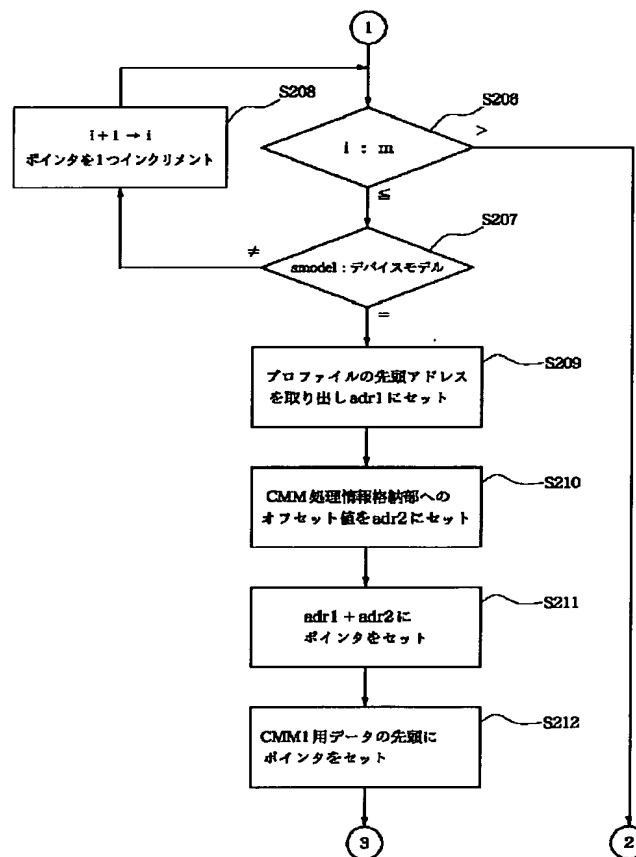 1
S208
i+1→i
ポインタを1つインクリメント
S206
i : m
>
≦
S207
smodel:デバイスモデル
≠
=
S209
プロファイルの先頭アドレス
を取り出しadr1にセット
S210
CMM処理情報格納部への
オフセット値をadr2にセット
S211
adr1+adr2に
ポインタをセット
S212
CMM1用データの先頭に
ポインタをセット
3
2